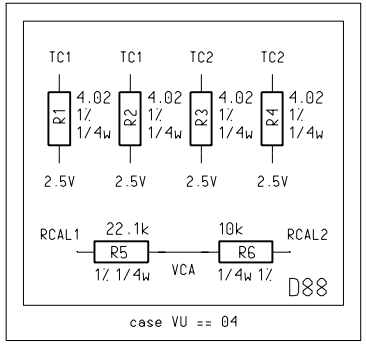 TC1 TC1 TC2 TC2
R1 4.02 1% 1/4w
R2 4.02 1% 1/4w
R3 4.02 1% 1/4w
R4 4.02 1% 1/4w
2.5V 2.5V 2.5V 2.5V
RCAL1 22.1k R5 1% 1/4w
VCA
10k R6 1/4w 1% RCAL2
D88
case VU == 04